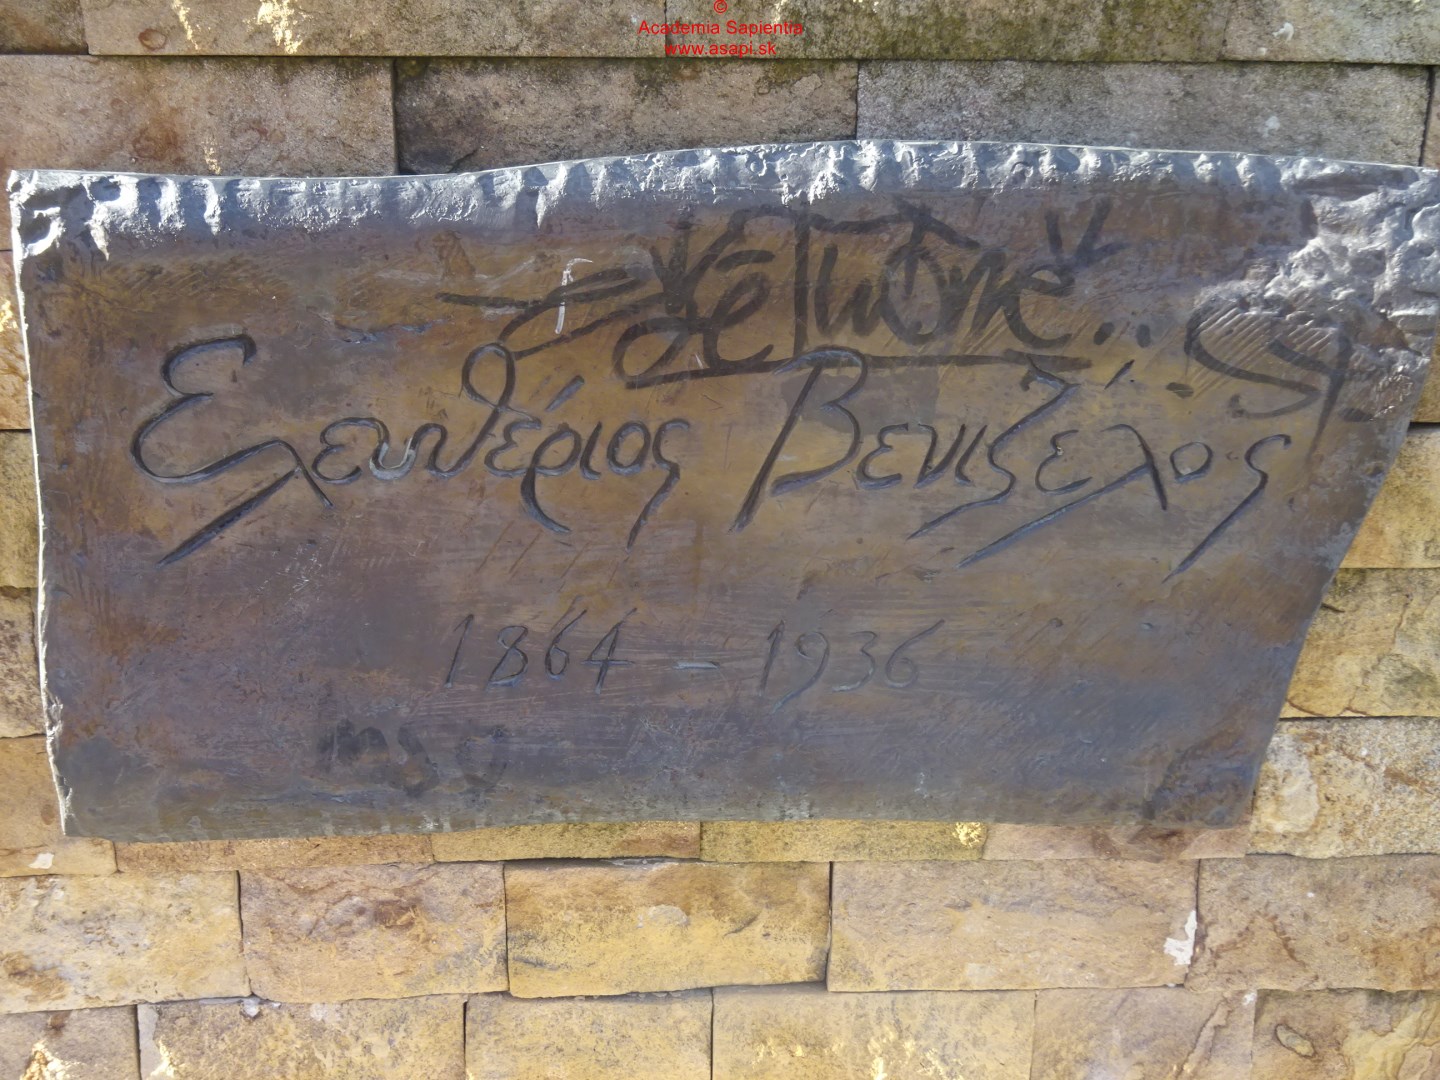 ©
Academia Sapientia
www.asapi.sk
Ελευθέριος Βενιζέλος
1864 - 1936